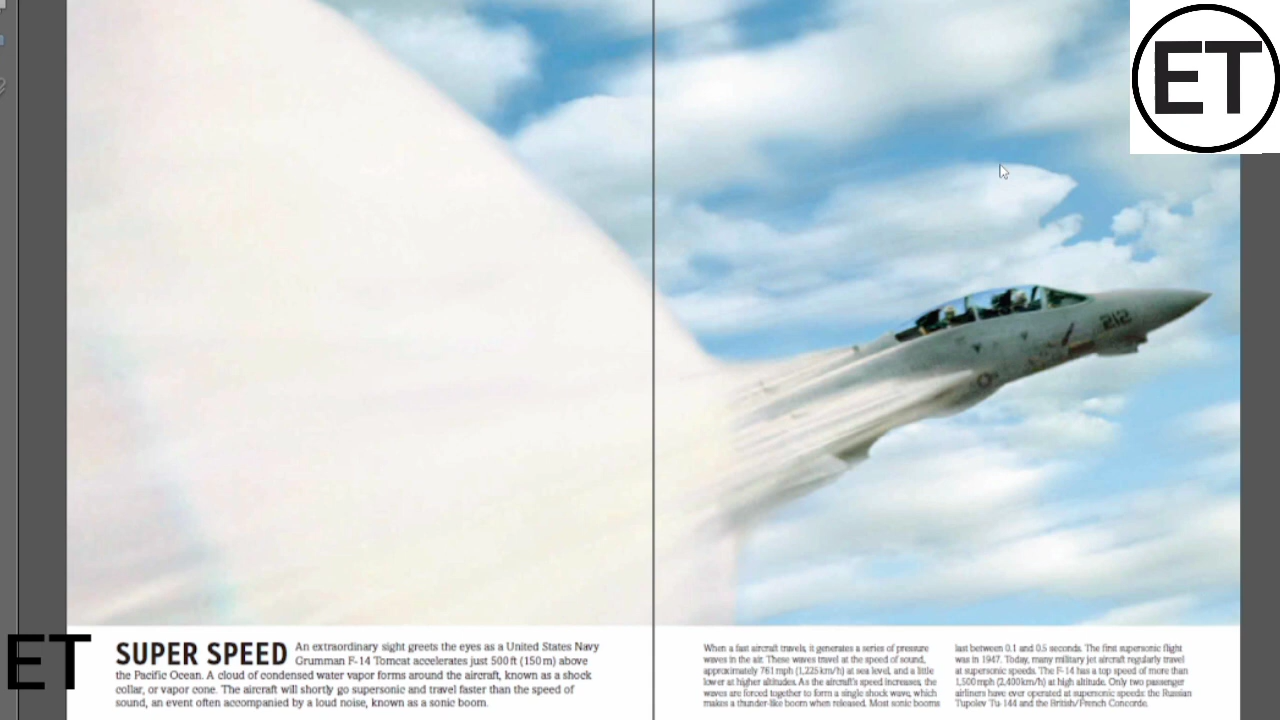 ET
212
SUPER SPEED An extraordinary sight greets the eyes as a United States Navy
Grumman F-14 Tomcat accelerates just 500 ft (150 m) above
the Pacific Ocean. A cloud of condensed water vapor forms around the aircraft, known as a shock
collar, or vapor cone. The aircraft will shortly go supersonic and travel faster than the speed of
sound, an event often accompanied by a loud noise, known as a sonic boom.
When a fast aircraft travels, it generates a series of pressure
waves in the air. These waves travel at the speed of sound,
approximately 761 mph (1,225 km/h) at sea level, and a little
lower at higher altitudes. As the aircraft's speed increases, the
waves are forced together to form a single shock wave, which
makes a thunder-like boom when released. Most sonic booms
last between 0.1 and 0.5 seconds. The first supersonic flight
was in 1947. Today, many military jet aircraft regularly travel
at supersonic speeds. The F-14 has a top speed of more than
1,500 mph (2,400 km/h) at high altitude. Only two passenger
airliners have ever operated at supersonic speeds: the Russian
Tupolev Tu-144 and the British/French Concorde.
ET